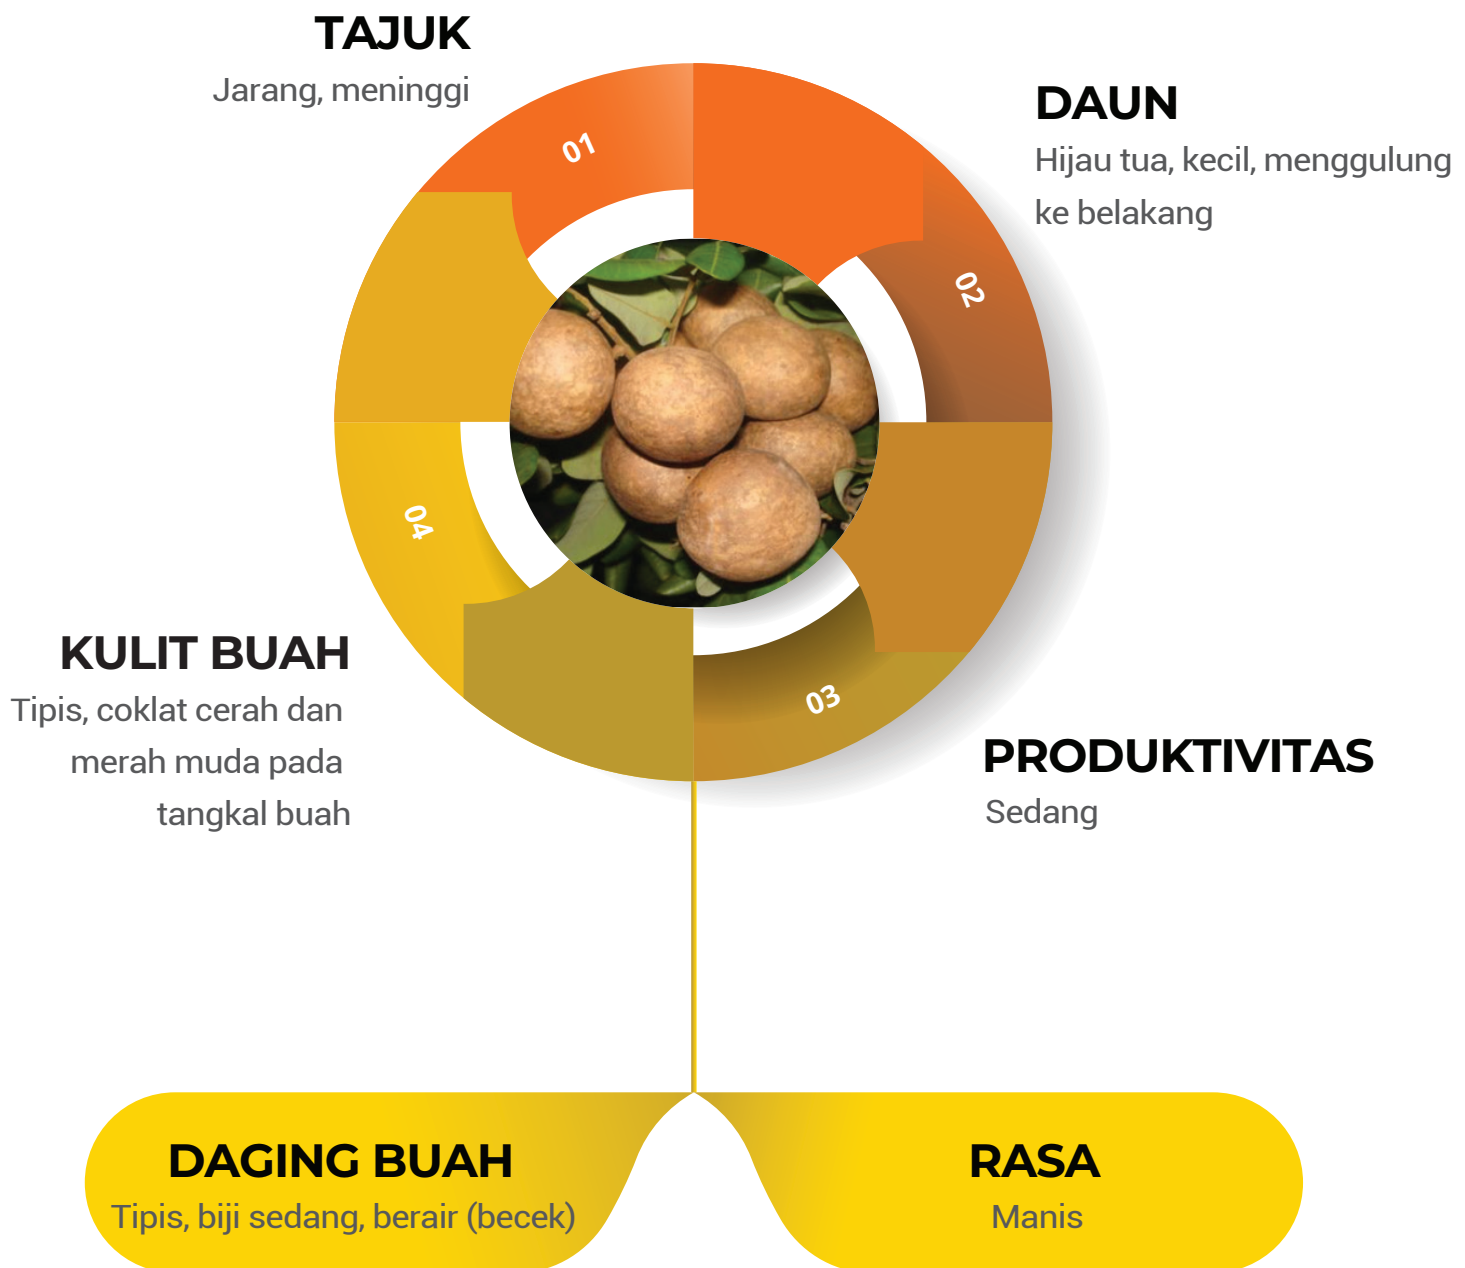 TAJUK
Jarang, meninggi
01
DAUN
Hijau tua, kecil, menggulung
ke belakang
02
PRODUKTIVITAS
Sedang
03
KULIT BUAH
Tipis, coklat cerah dan
merah muda pada
tangkal buah
04
DAGING BUAH
Tipis, biji sedang, berair (becek)
RASA
Manis